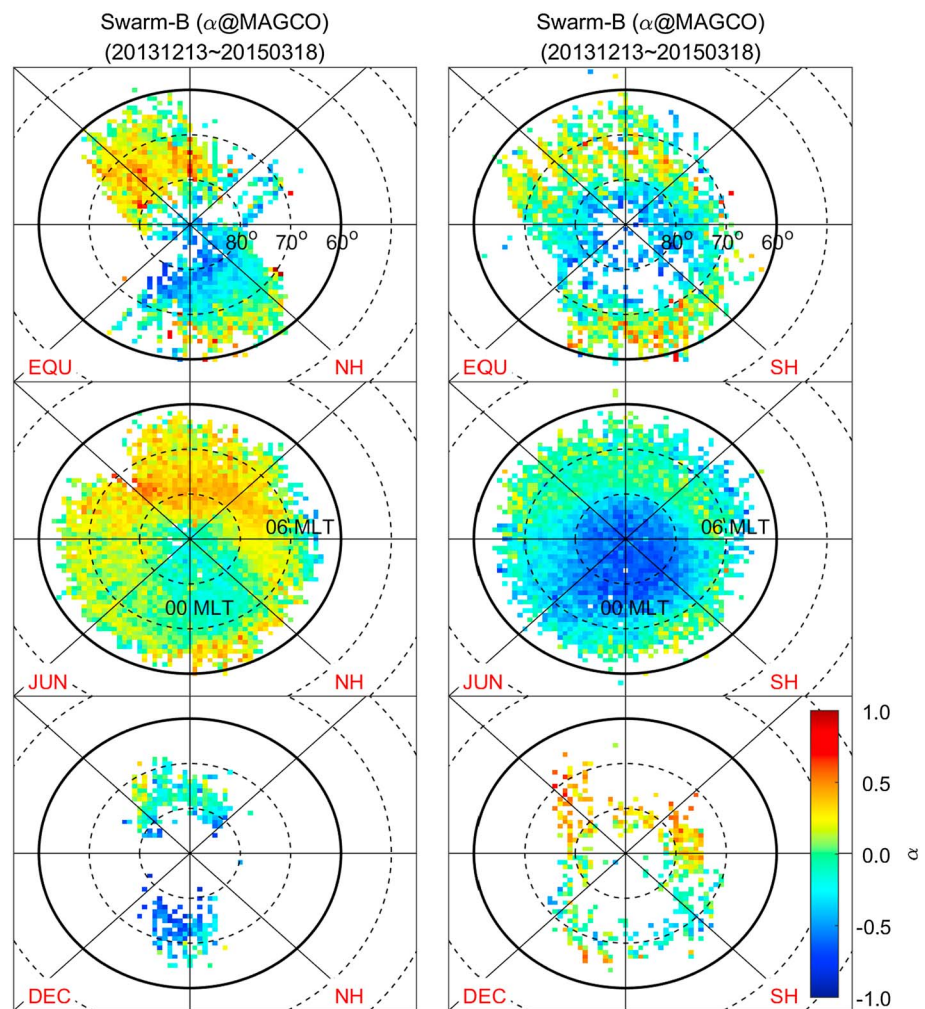 Swarm-B (α@MAGCO)
(20131213~20150318)
Swarm-B (α@MAGCO)
(20131213~20150318)
80° 70° 60°
EQU NH
80° 70° 60°
EQU SH
06 MLT
00 MLT
JUN NH
06 MLT
00 MLT
JUN SH
DEC NH
DEC SH
1.0
0.5
0.0
-0.5
-1.0
α